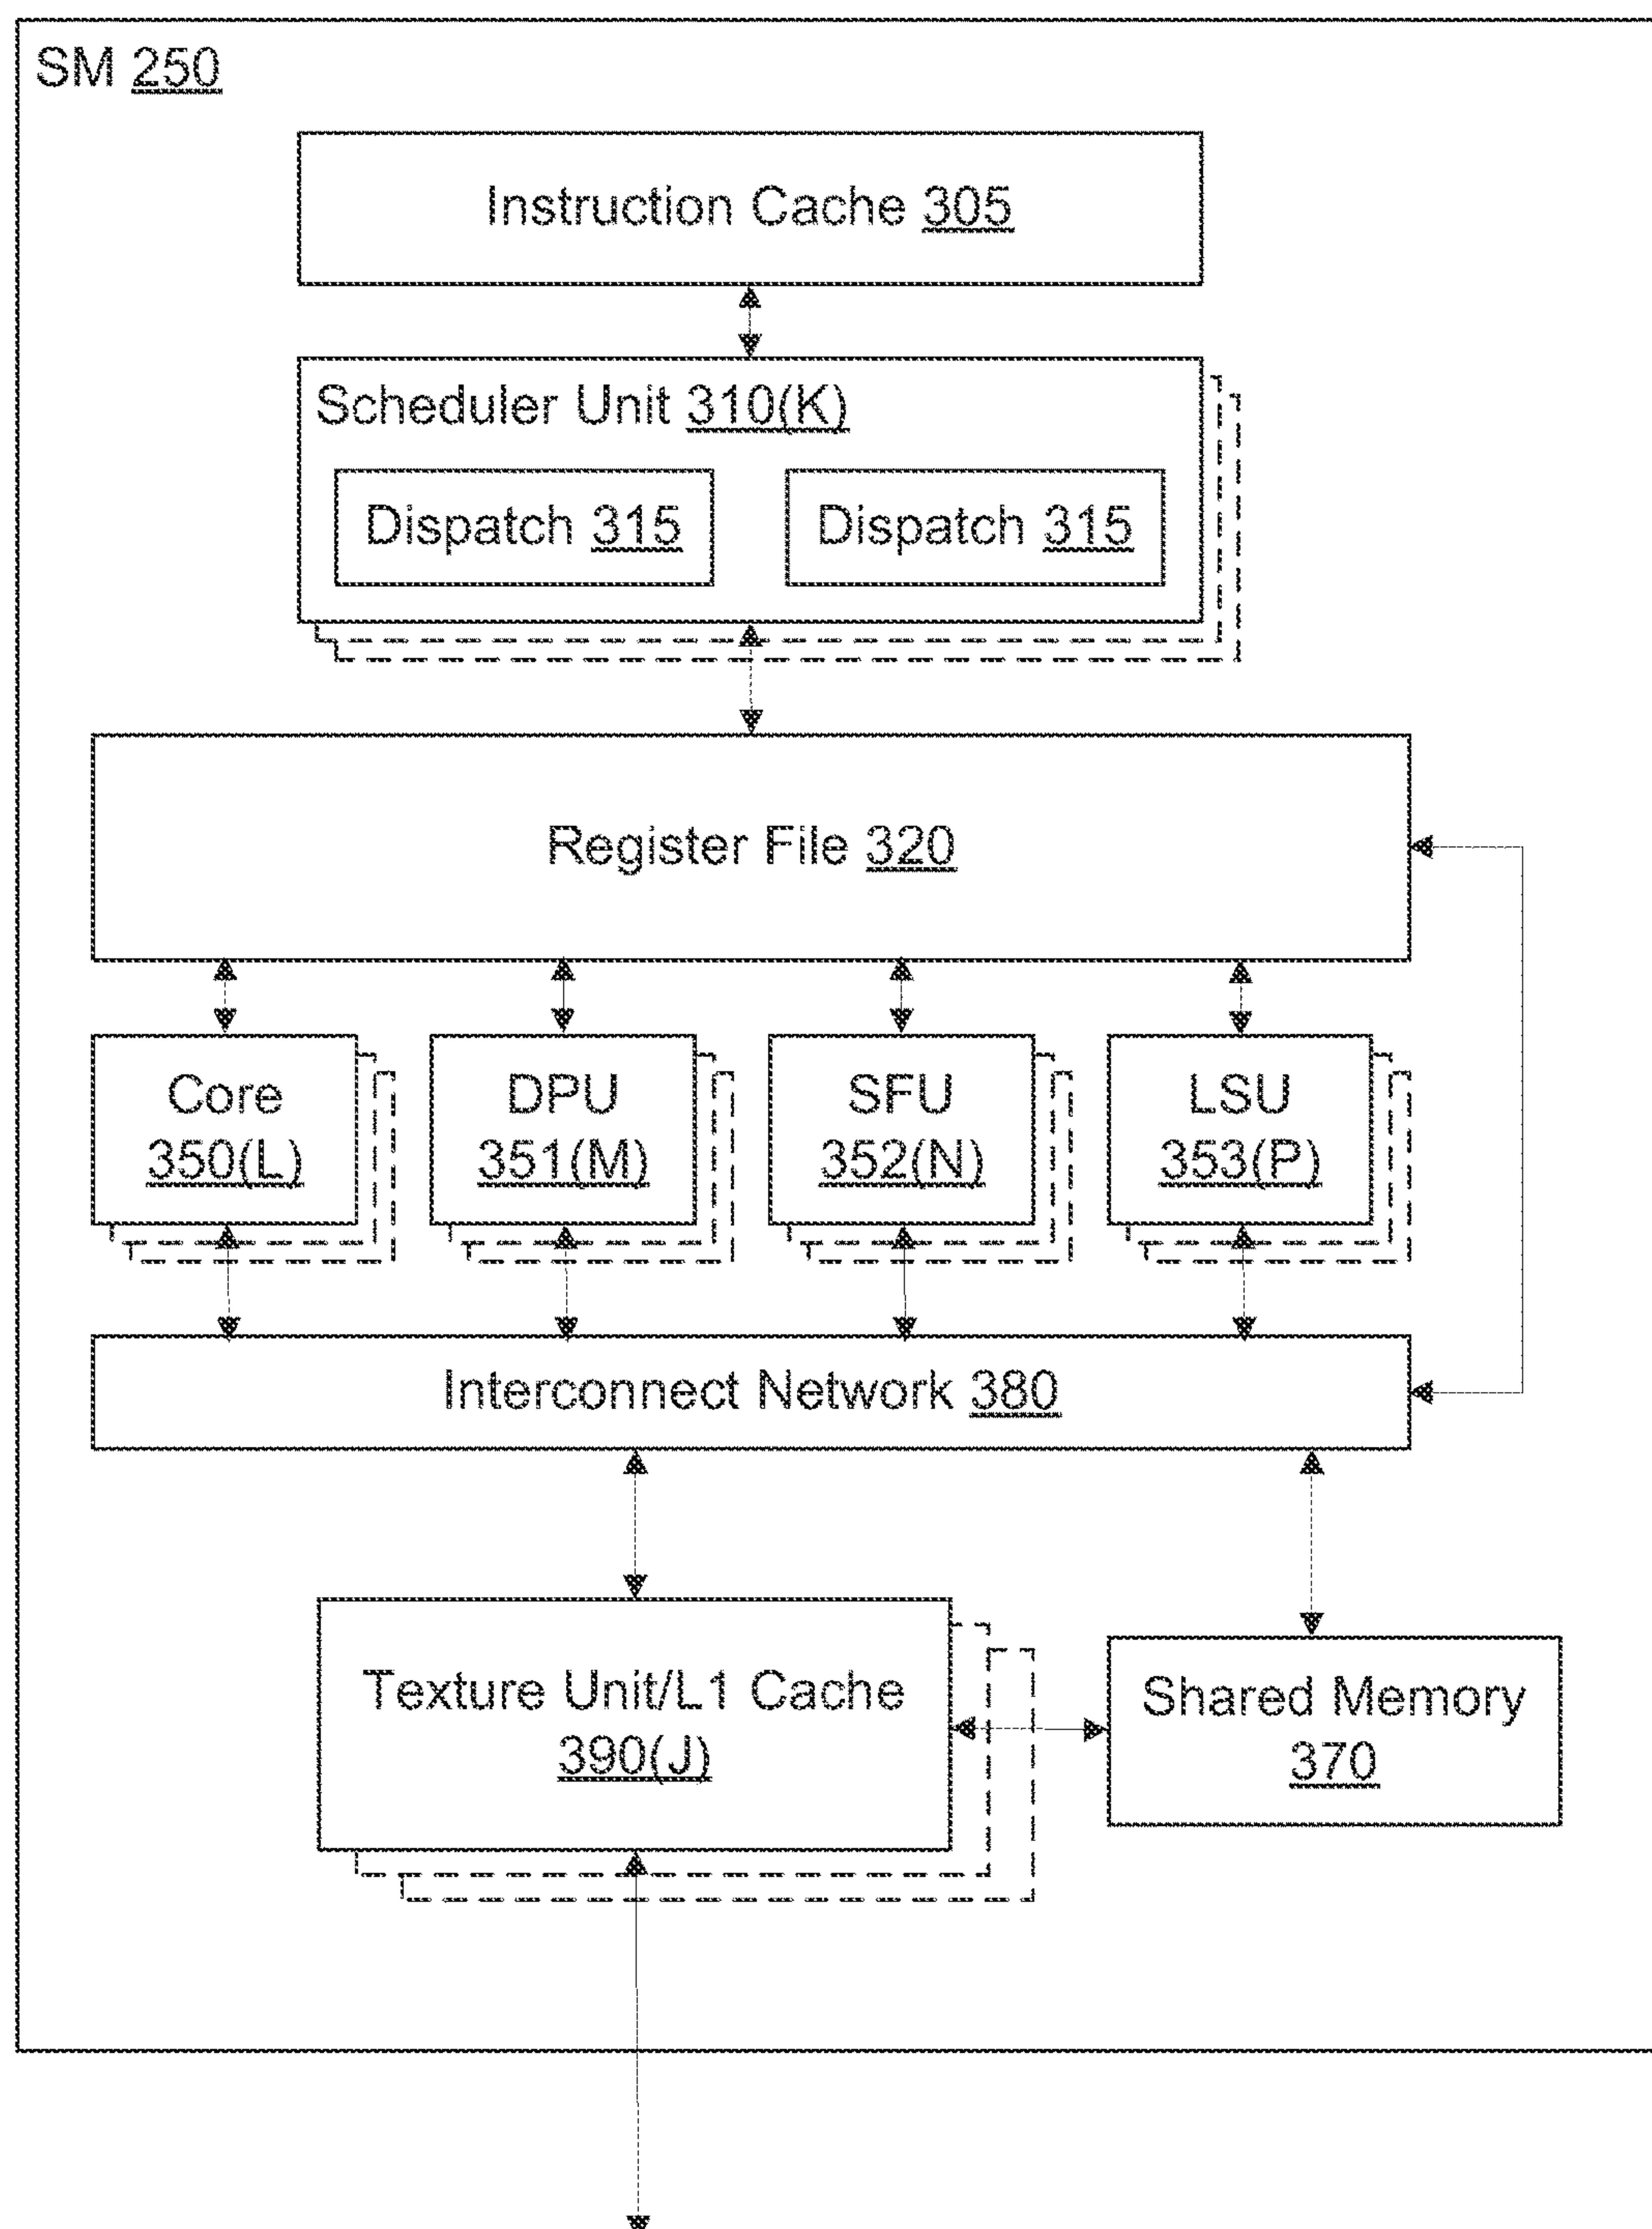 SM 250
Instruction Cache 305
Scheduler Unit 310(K)
Dispatch 315
Dispatch 315
Register File 320
Core
350(L)
DPU
351(M)
SFU
352(N)
LSU
353(P)
Interconnect Network 380
Texture Unit/L1 Cache
390(J)
Shared Memory
370